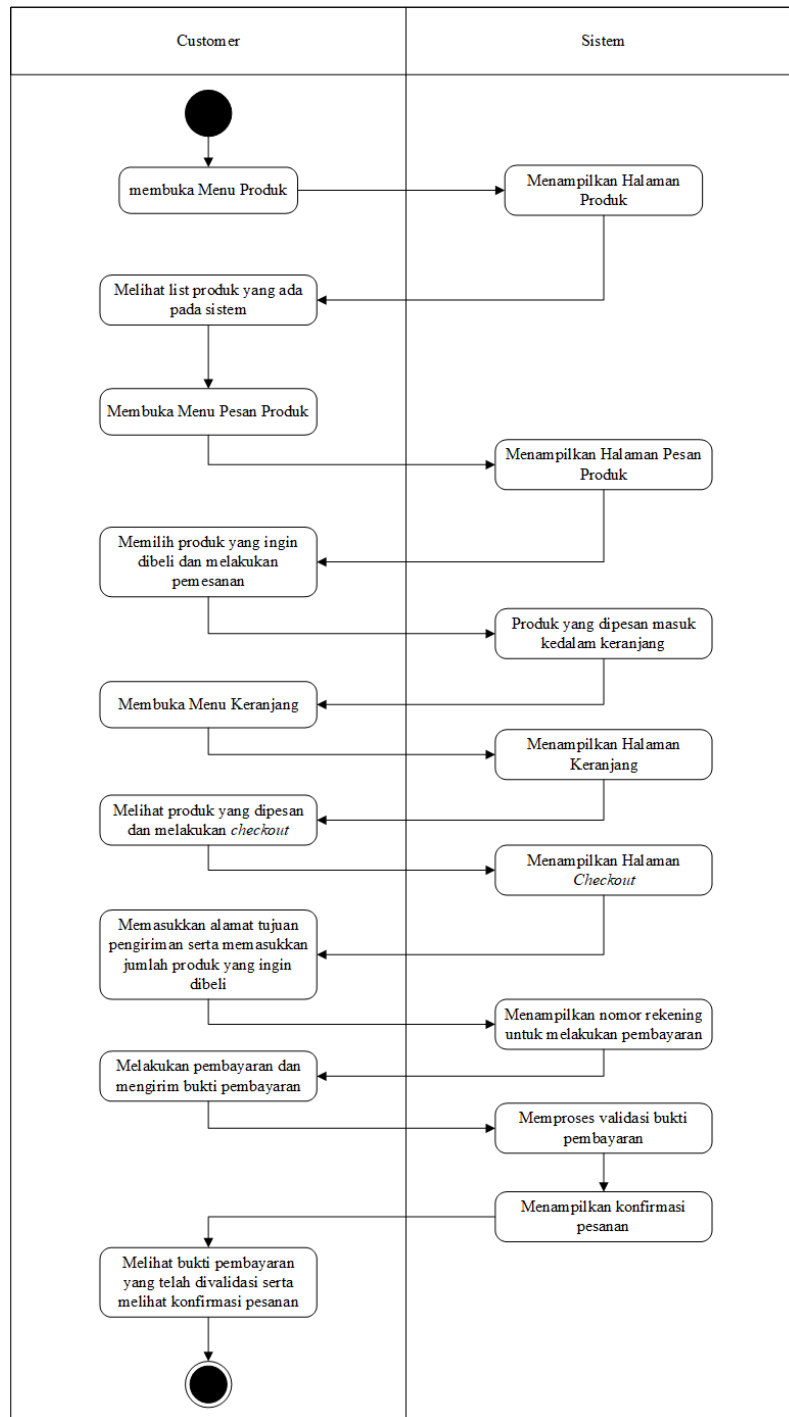 Customer
Sistem
membuka Menu Produk
Menampilkan Halaman
Produk
Melihat list produk yang ada
pada sistem
Membuka Menu Pesan Produk
Menampilkan Halaman Pesan
Produk
Memilih produk yang ingin
dibeli dan melakukan
pemesanan
Produk yang dipesan masuk
kedalam keranjang
Membuka Menu Keranjang
Menampilkan Halaman
Keranjang
Melihat produk yang dipesan
dan melakukan checkout
Menampilkan Halaman
Checkout
Memasukkan alamat tujuan
pengiriman serta memasukkan
jumlah produk yang ingin
dibeli
Menampilkan nomor rekening
untuk melakukan pembayaran
Melakukan pembayaran dan
mengirim bukti pembayaran
Memproses validasi bukti
pembayaran
Menampilkan konfirmasi
pesanan
Melihat bukti pembayaran
yang telah divalidasi serta
melihat konfirmasi pesanan